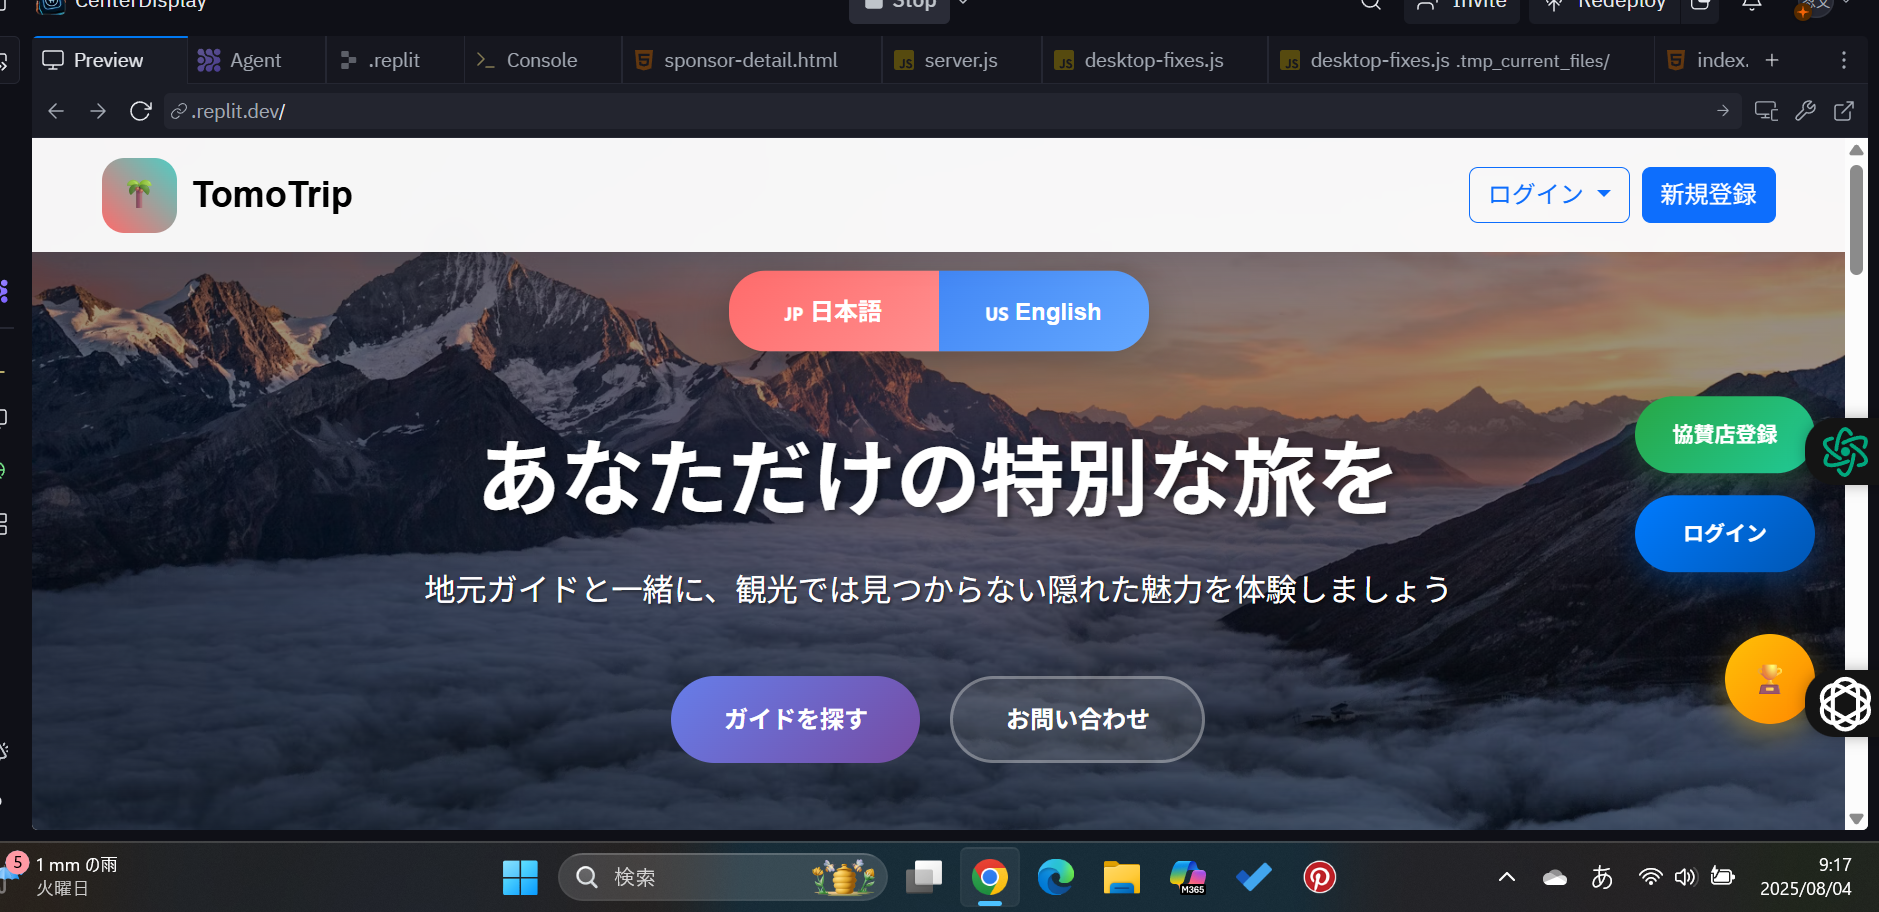 CenterDisplay
Stop
Invite
Redeploy
Preview
Agent
.replit
Console
sponsor-detail.html
server.js
desktop-fixes.js
desktop-fixes.js .tmp_current_files/
index.
.replit.dev/
TomoTrip
ログイン
新規登録
JP 日本語
US English
あなただけの特別な旅を
地元ガイドと一緒に、観光では見つからない隠れた魅力を体験しましょう
ガイドを探す
お問い合わせ
協賛店登録
ログイン
5
1 mm の雨
火曜日
検索
M365
あ
9:17
2025/08/04